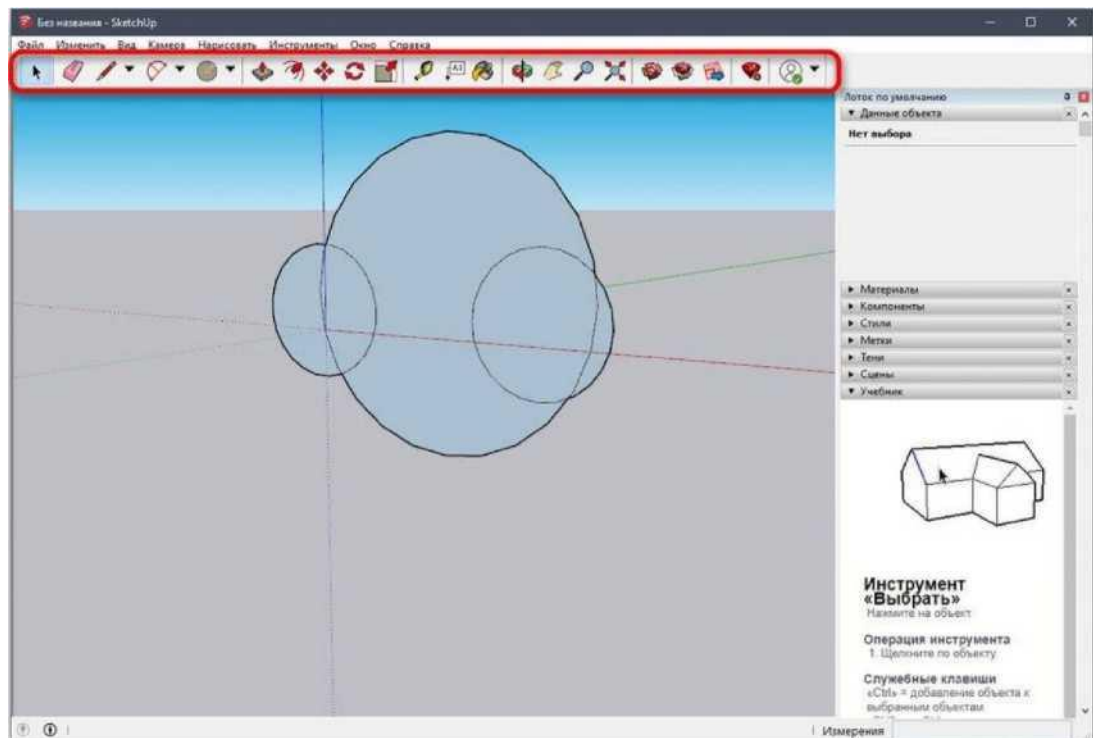 Без названия - SketchUp
Файл Изменить Вид Камера Нарисовать Инструменты Окно Справка
A1
Лоток по умолчанию
Данные объекта
Нет выбора
Материалы
Компоненты
Стили
Метки
Тени
Сцены
Учебник
Инструмент
«Выбрать»
Нажмите на объект
Операция инструмента
1. Щелкните по объекту
Служебные клавиши
«Ctrl» = добавление объекта к
выбранным объектам
Измерения